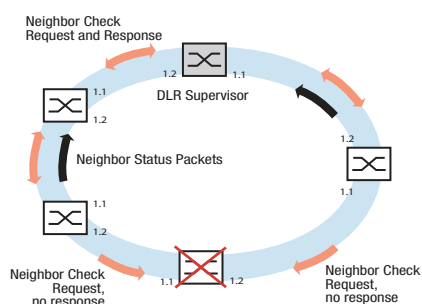 Neighbor Check
Request and Response
1.2
1.1
DLR Supervisor
1.1
1.2
1.2
1.1
Neighbor Status Packets
1.1
1.2
1.1
1.2
Neighbor Check
Request,
no response
Neighbor Check
Request,
no response